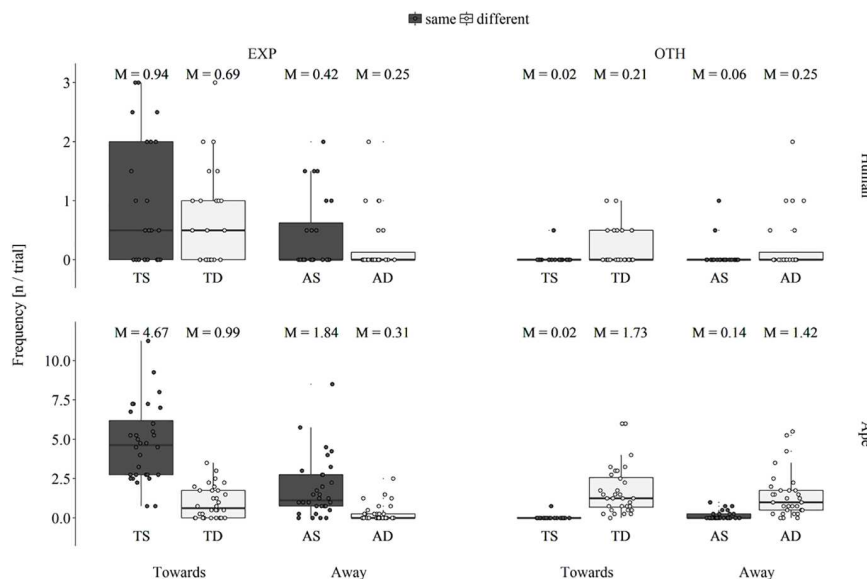 same different
EXP
OTH
M = 0.94 M = 0.69 M = 0.42 M = 0.25 M = 0.02 M = 0.21 M = 0.06 M = 0.25
3
2
1
0
TS TD AS AD TS TD AS AD
Human
Frequency [n / trial]
M = 4.67 M = 0.99 M = 1.84 M = 0.31 M = 0.02 M = 1.73 M = 0.14 M = 1.42
10.0
7.5
5.0
2.5
0.0
TS TD AS AD TS TD AS AD
Ape
Towards Away Towards Away